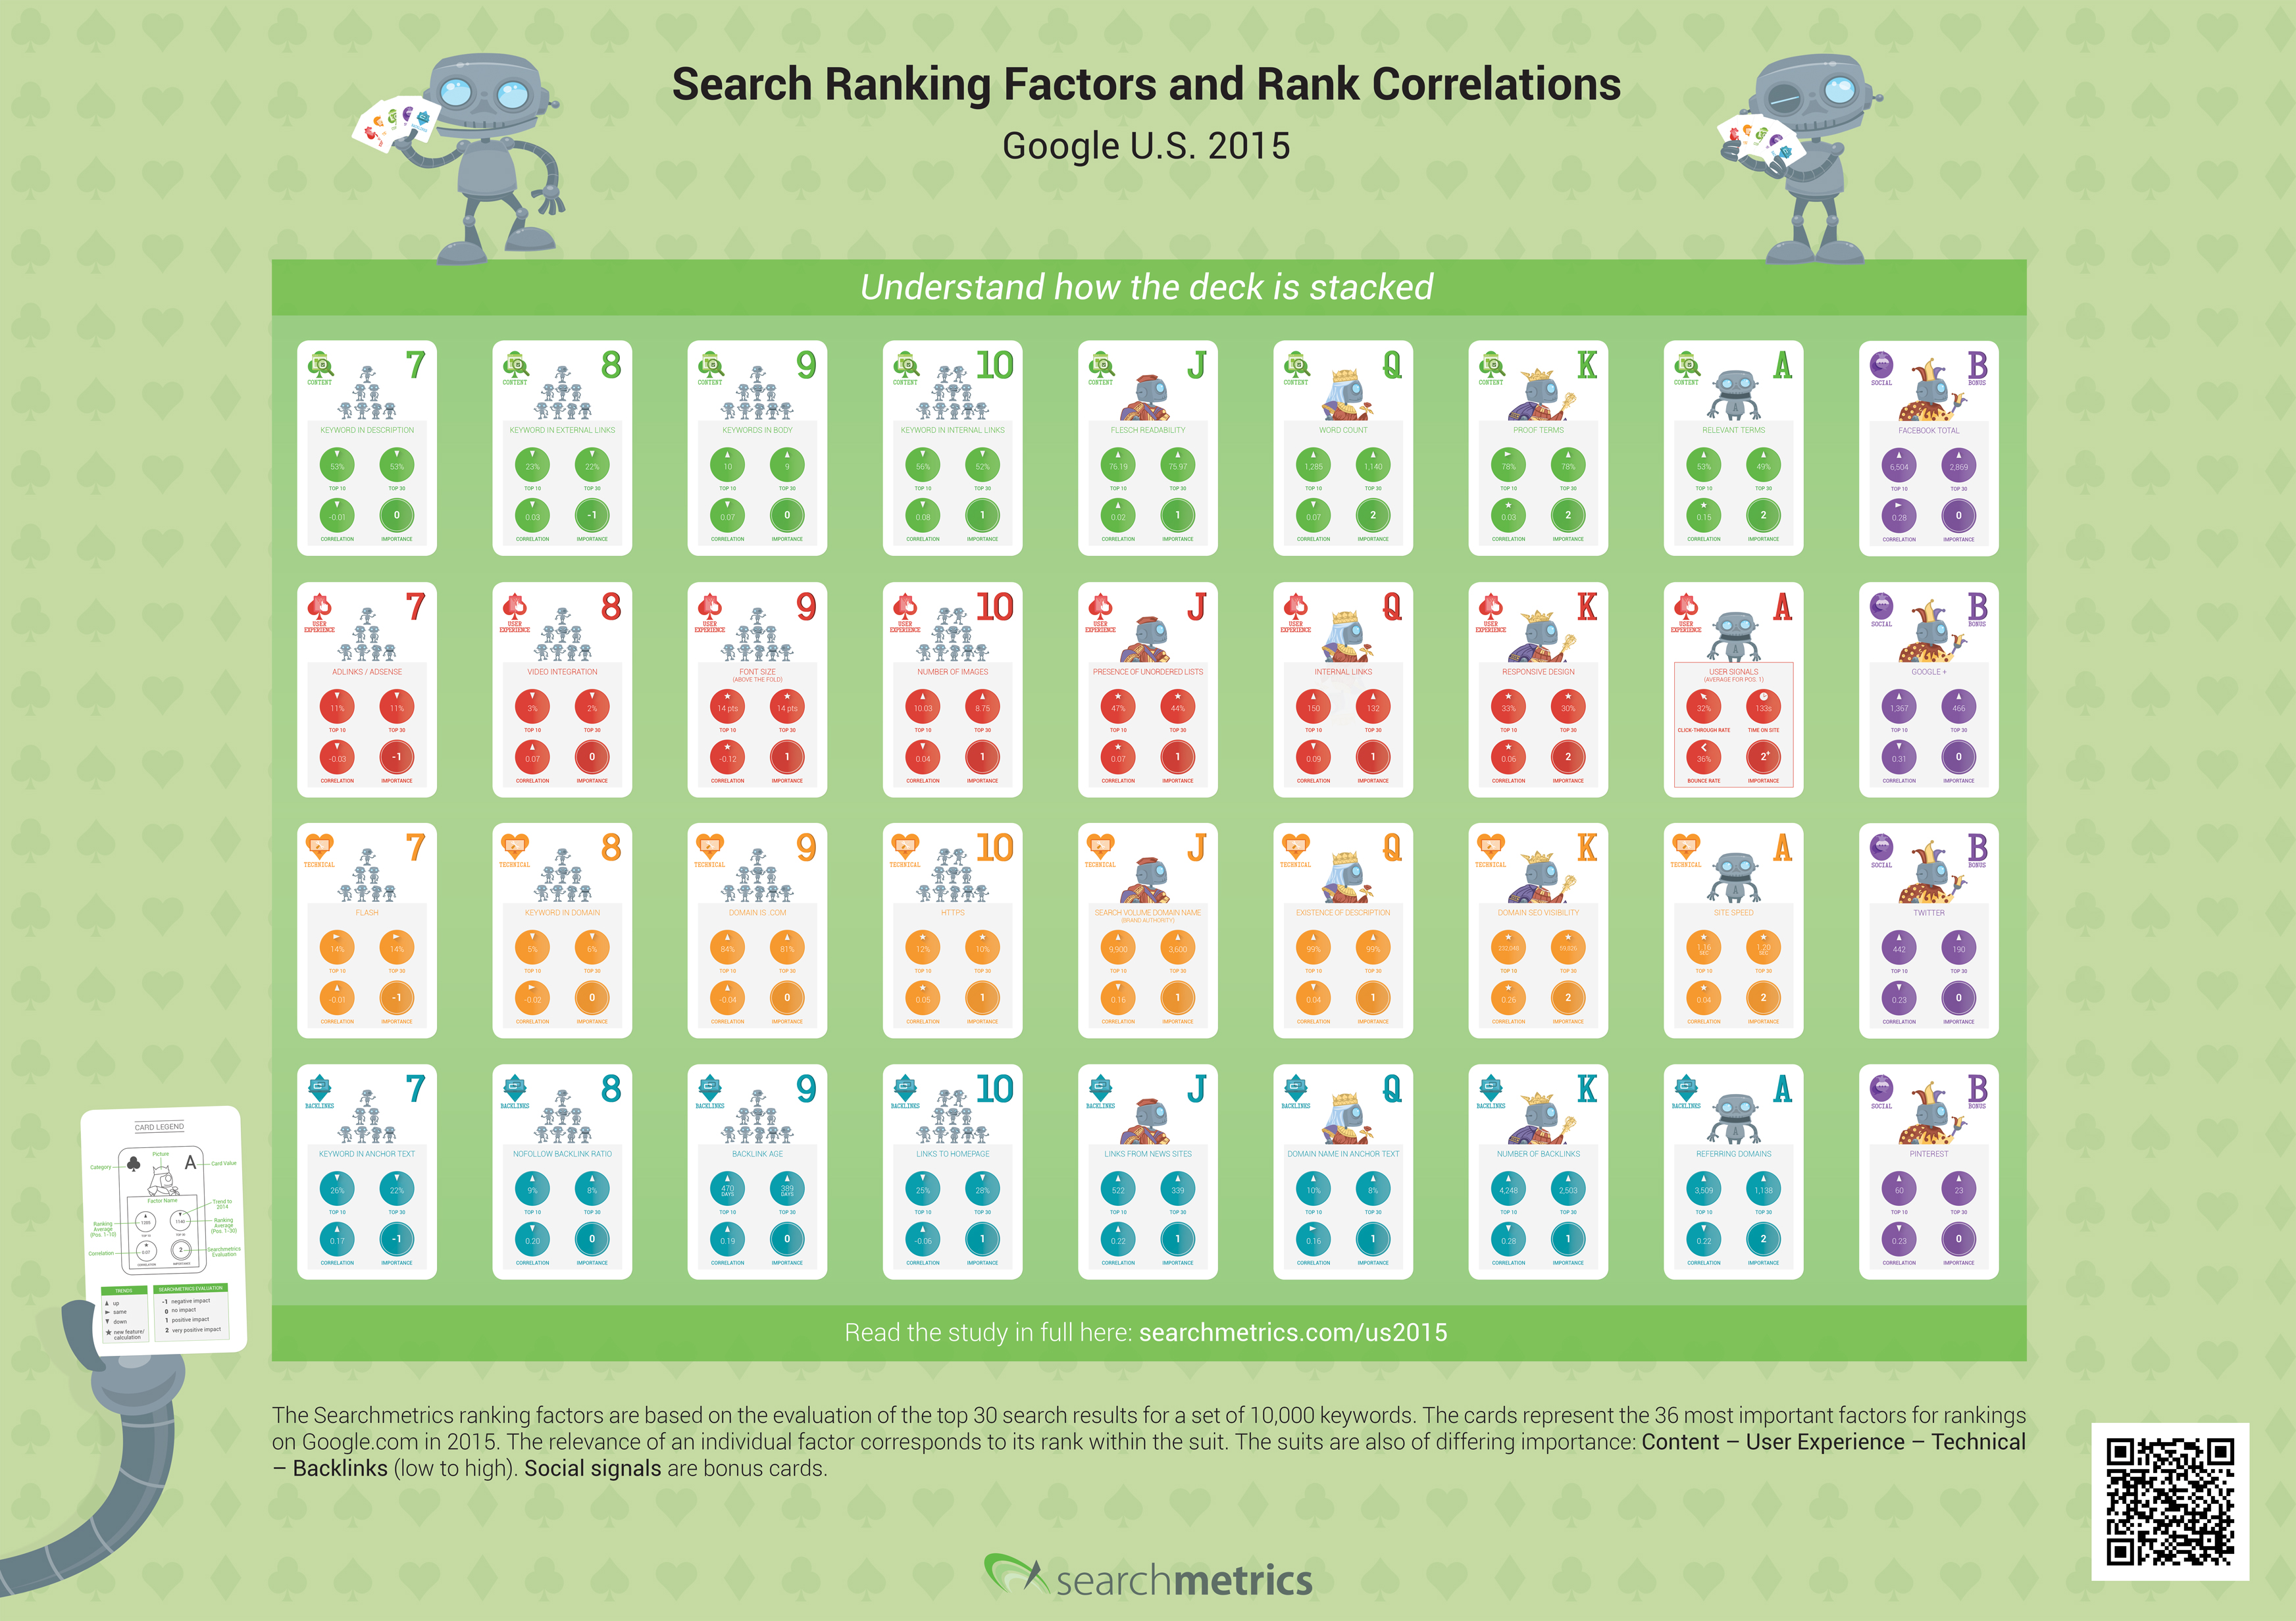 Search Ranking Factors and Rank Correlations
Google U.S. 2015
Understand how the deck is stacked
CONTENT 7
KEYWORD IN DESCRIPTION
53% 53%
TOP 10 TOP 30
-0.01 0
CORRELATION IMPORTANCE
CONTENT 8
KEYWORD IN EXTERNAL LINKS
23% 22%
TOP 10 TOP 30
0.03 -1
CORRELATION IMPORTANCE
CONTENT 9
KEYWORDS IN BODY
10 9
TOP 10 TOP 30
0.07 0
CORRELATION IMPORTANCE
CONTENT 10
KEYWORD IN INTERNAL LINKS
56% 52%
TOP 10 TOP 30
0.08 1
CORRELATION IMPORTANCE
CONTENT J
FLESCH READABILITY
76.19 75.97
TOP 10 TOP 30
0.02 1
CORRELATION IMPORTANCE
CONTENT Q
WORD COUNT
1,285 1,140
TOP 10 TOP 30
0.07 2
CORRELATION IMPORTANCE
CONTENT K
PROOF TERMS
78% 78%
TOP 10 TOP 30
0.03 2
CORRELATION IMPORTANCE
CONTENT A
RELEVANT TERMS
53% 49%
TOP 10 TOP 30
0.15 2
CORRELATION IMPORTANCE
SOCIAL B BONUS
FACEBOOK TOTAL
6,504 2,869
TOP 10 TOP 30
0.28 0
CORRELATION IMPORTANCE
USER EXPERIENCE 7
ADLINKS / ADSENSE
11% 11%
TOP 10 TOP 30
-0.03 -1
CORRELATION IMPORTANCE
USER EXPERIENCE 8
VIDEO INTEGRATION
3% 2%
TOP 10 TOP 30
0.07 0
CORRELATION IMPORTANCE
USER EXPERIENCE 9
FONT SIZE
(ABOVE THE FOLD)
14 pts 14 pts
TOP 10 TOP 30
-0.12 1
CORRELATION IMPORTANCE
USER EXPERIENCE 10
NUMBER OF IMAGES
10.03 8.75
TOP 10 TOP 30
0.04 1
CORRELATION IMPORTANCE
USER EXPERIENCE J
PRESENCE OF UNORDERED LISTS
47% 44%
TOP 10 TOP 30
0.07 1
CORRELATION IMPORTANCE
USER EXPERIENCE Q
INTERNAL LINKS
150 132
TOP 10 TOP 30
0.09 1
CORRELATION IMPORTANCE
USER EXPERIENCE K
RESPONSIVE DESIGN
33% 30%
TOP 10 TOP 30
0.06 2
CORRELATION IMPORTANCE
USER EXPERIENCE A
USER SIGNALS
(AVERAGE FOR POS. 1)
32% 133s
CLICK-THROUGH RATE TIME ON SITE
36% 2+
BOUNCE RATE IMPORTANCE
SOCIAL B BONUS
GOOGLE +
1,367 466
TOP 10 TOP 30
0.31 0
CORRELATION IMPORTANCE
TECHNICAL 7
FLASH
14% 14%
TOP 10 TOP 30
-0.01 -1
CORRELATION IMPORTANCE
TECHNICAL 8
KEYWORD IN DOMAIN
5% 6%
TOP 10 TOP 30
-0.02 0
CORRELATION IMPORTANCE
TECHNICAL 9
DOMAIN IS .COM
84% 81%
TOP 10 TOP 30
-0.04 0
CORRELATION IMPORTANCE
TECHNICAL 10
HTTPS
12% 10%
TOP 10 TOP 30
0.05 1
CORRELATION IMPORTANCE
TECHNICAL J
SEARCH VOLUME DOMAIN NAME
(BRAND AUTHORITY)
9,900 3,600
TOP 10 TOP 30
0.16 1
CORRELATION IMPORTANCE
TECHNICAL Q
EXISTENCE OF DESCRIPTION
99% 99%
TOP 10 TOP 30
0.04 1
CORRELATION IMPORTANCE
TECHNICAL K
DOMAIN SEO VISIBILITY
TOP 10 TOP 30
0.26 2
CORRELATION IMPORTANCE
TECHNICAL A
SITE SPEED
1.16 SEC 1.20 SEC
TOP 10 TOP 30
0.04 2
CORRELATION IMPORTANCE
SOCIAL B BONUS
TWITTER
442 190
TOP 10 TOP 30
0.23 0
CORRELATION IMPORTANCE
BACKLINKS 7
KEYWORD IN ANCHOR TEXT
26% 22%
TOP 10 TOP 30
0.17 -1
CORRELATION IMPORTANCE
BACKLINKS 8
NOFOLLOW BACKLINK RATIO
9% 8%
TOP 10 TOP 30
0.20 0
CORRELATION IMPORTANCE
BACKLINKS 9
BACKLINK AGE
470 DAYS 389 DAYS
TOP 10 TOP 30
0.19 0
CORRELATION IMPORTANCE
BACKLINKS 10
LINKS TO HOMEPAGE
25% 28%
TOP 10 TOP 30
-0.06 1
CORRELATION IMPORTANCE
BACKLINKS J
LINKS FROM NEWS SITES
522 339
TOP 10 TOP 30
0.22 1
CORRELATION IMPORTANCE
BACKLINKS Q
DOMAIN NAME IN ANCHOR TEXT
10% 8%
TOP 10 TOP 30
0.16 1
CORRELATION IMPORTANCE
BACKLINKS K
NUMBER OF BACKLINKS
4,248 2,503
TOP 10 TOP 30
0.28 1
CORRELATION IMPORTANCE
BACKLINKS A
REFERRING DOMAINS
3,509 1,138
TOP 10 TOP 30
0.22 2
CORRELATION IMPORTANCE
SOCIAL B BONUS
PINTEREST
60 23
TOP 10 TOP 30
0.23 0
CORRELATION IMPORTANCE
CARD LEGEND
Picture
Category A Card Value
Factor Name
Trend to 2014
Ranking Average (Pos. 1-10)
Ranking Average (Pos. 1-30)
Correlation 0.07 2 Searchmetrics Evaluation
TRENDS
up
same
down
new feature/
calculation
SEARCHMETRICS EVALUATION
-1 negative impact
0 no impact
1 positive impact
2 very positive impact
Read the study in full here: searchmetrics.com/us2015
The Searchmetrics ranking factors are based on the evaluation of the top 30 search results for a set of 10,000 keywords. The cards represent the 36 most important factors for rankings
on Google.com in 2015. The relevance of an individual factor corresponds to its rank within the suit. The suits are also of differing importance: Content – User Experience – Technical
– Backlinks (low to high). Social signals are bonus cards.
searchmetrics